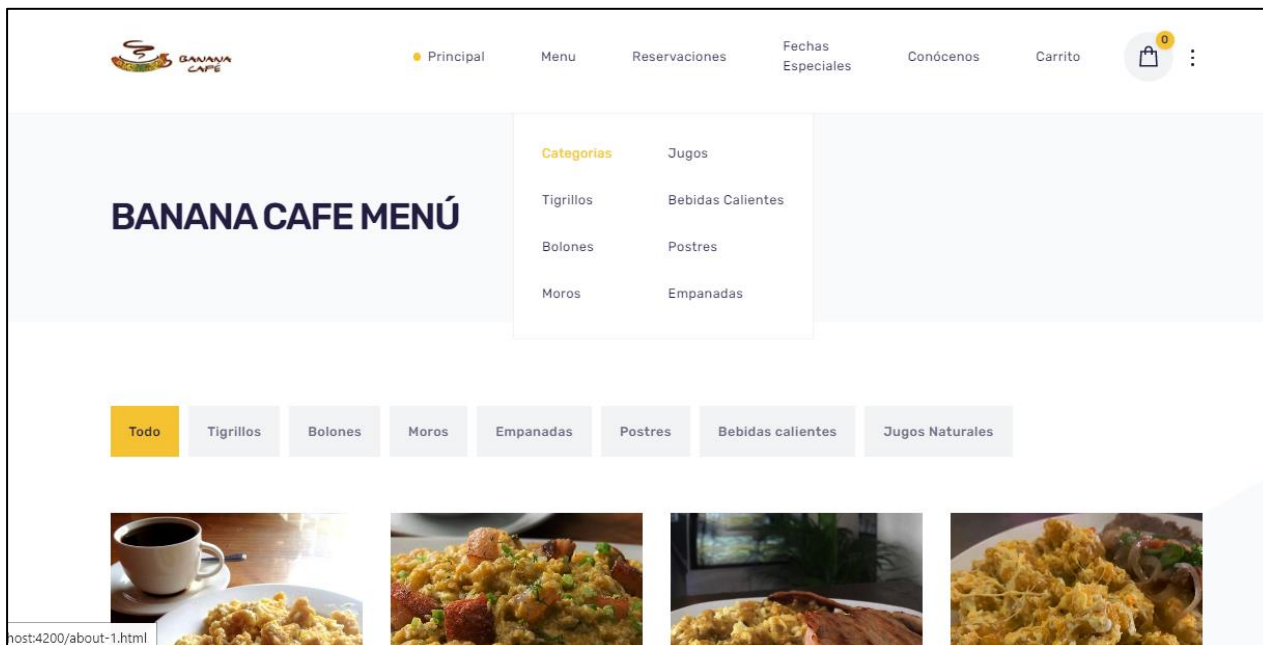 BANANA
CAFÉ
Principal
Menu
Reservaciones
Fechas
Especiales
Conócenos
Carrito
0
Categorias
Jugos
Tigrillos
Bebidas Calientes
Bolones
Postres
Moros
Empanadas
BANANA CAFE MENÚ
Todo
Tigrillos
Bolones
Moros
Empanadas
Postres
Bebidas calientes
Jugos Naturales
host:4200/about-1.html